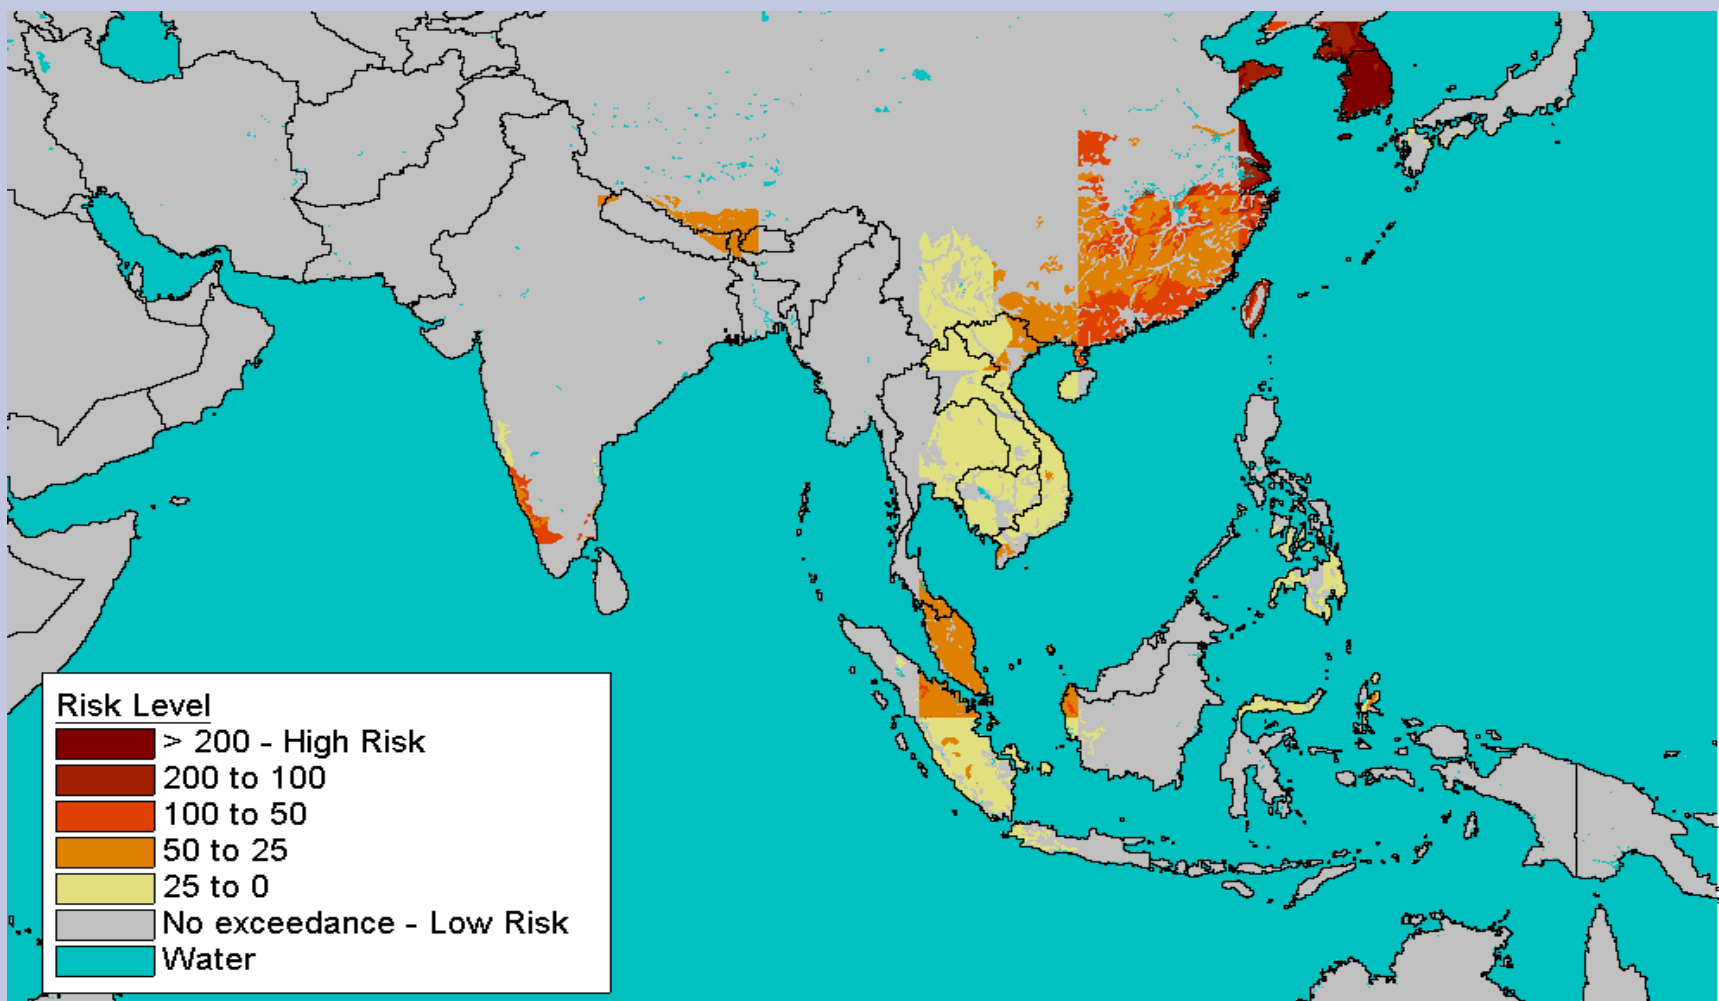 Risk Level
> 200 - High Risk
200 to 100
100 to 50
50 to 25
25 to 0
No exceedance - Low Risk
Water